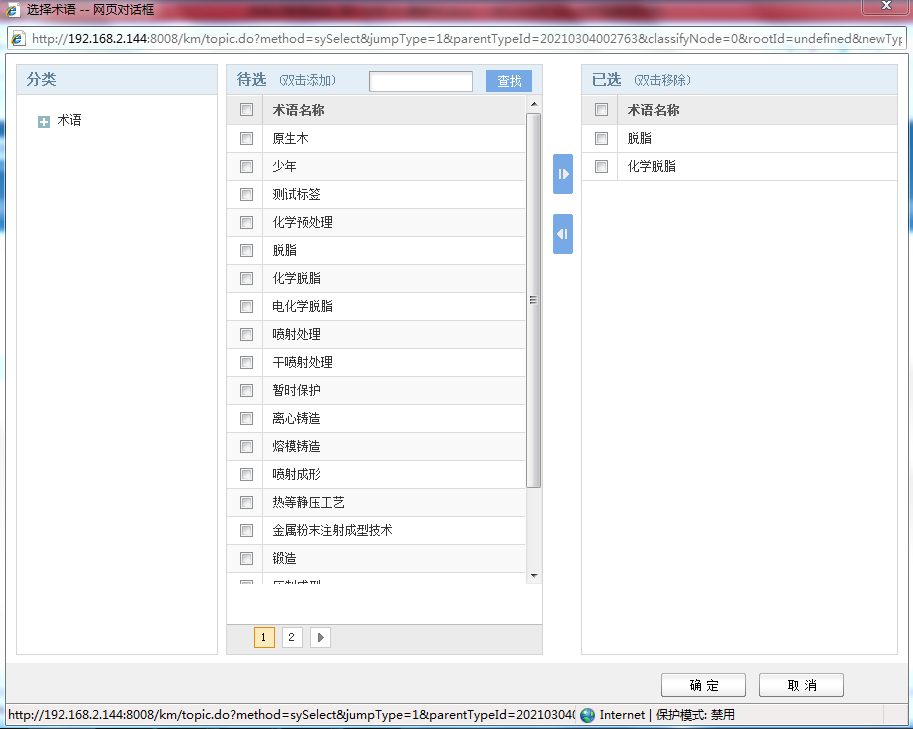 选择术语 -- 网页对话框
http://192.168.2.144:8008/km/topic.do?method=sySelect&jumpType=1&parentTypeId=20210304002763&classifyNode=0&rootId=undefined&newTyp
分类
术语
待选 (双击添加)
查找
术语名称
原生木
少年
测试标签
化学预处理
脱脂
化学脱脂
电化学脱脂
喷射处理
干喷射处理
暂时保护
离心铸造
熔模铸造
喷射成形
热等静压工艺
金属粉末注射成型技术
锻造
1
2
已选 (双击移除)
术语名称
脱脂
化学脱脂
确 定
取 消
http://192.168.2.144:8008/km/topic.do?method=sySelect&jumpType=1&parentTypeId=20210304
Internet | 保护模式: 禁用